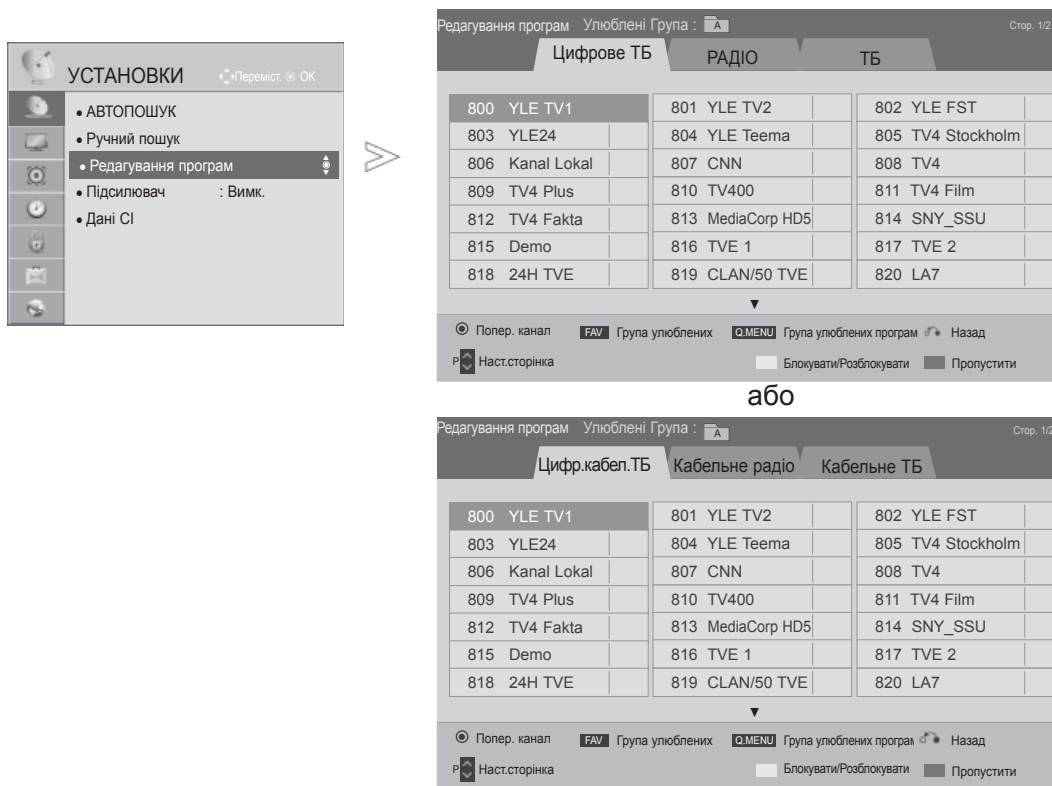 УСТАНОВКИ Переміст. OK
• АВТОПОШУК
• Ручний пошук
• Редагування програм
• Підсилювач : Вимк.
• Дані CI
Редагування програм Улюблені Група : A Стор. 1/2
Цифрове ТБ РАДІО ТБ
800 YLE TV1 801 YLE TV2 802 YLE FST
803 YLE24 804 YLE Teema 805 TV4 Stockholm
806 Kanal Lokal 807 CNN 808 TV4
809 TV4 Plus 810 TV400 811 TV4 Film
812 TV4 Fakta 813 MediaCorp HD5 814 SNY_SSU
815 Demo 816 TVE 1 817 TVE 2
818 24H TVE 819 CLAN/50 TVE 820 LA7
▼
Попер. канал FAV Група улюблених Q.MENU Група улюблених програм Назад
P Наст.сторінка Блокувати/Розблокувати Пропустити
або
Редагування програм Улюблені Група : A Стор. 1/2
Цифр.кабел.ТБ Кабельне радіо Кабельне ТБ
800 YLE TV1 801 YLE TV2 802 YLE FST
803 YLE24 804 YLE Teema 805 TV4 Stockholm
806 Kanal Lokal 807 CNN 808 TV4
809 TV4 Plus 810 TV400 811 TV4 Film
812 TV4 Fakta 813 MediaCorp HD5 814 SNY_SSU
815 Demo 816 TVE 1 817 TVE 2
818 24H TVE 819 CLAN/50 TVE 820 LA7
▼
Попер. канал FAV Група улюблених Q.MENU Група улюблених програм Назад
P Наст.сторінка Блокувати/Розблокувати Пропустити